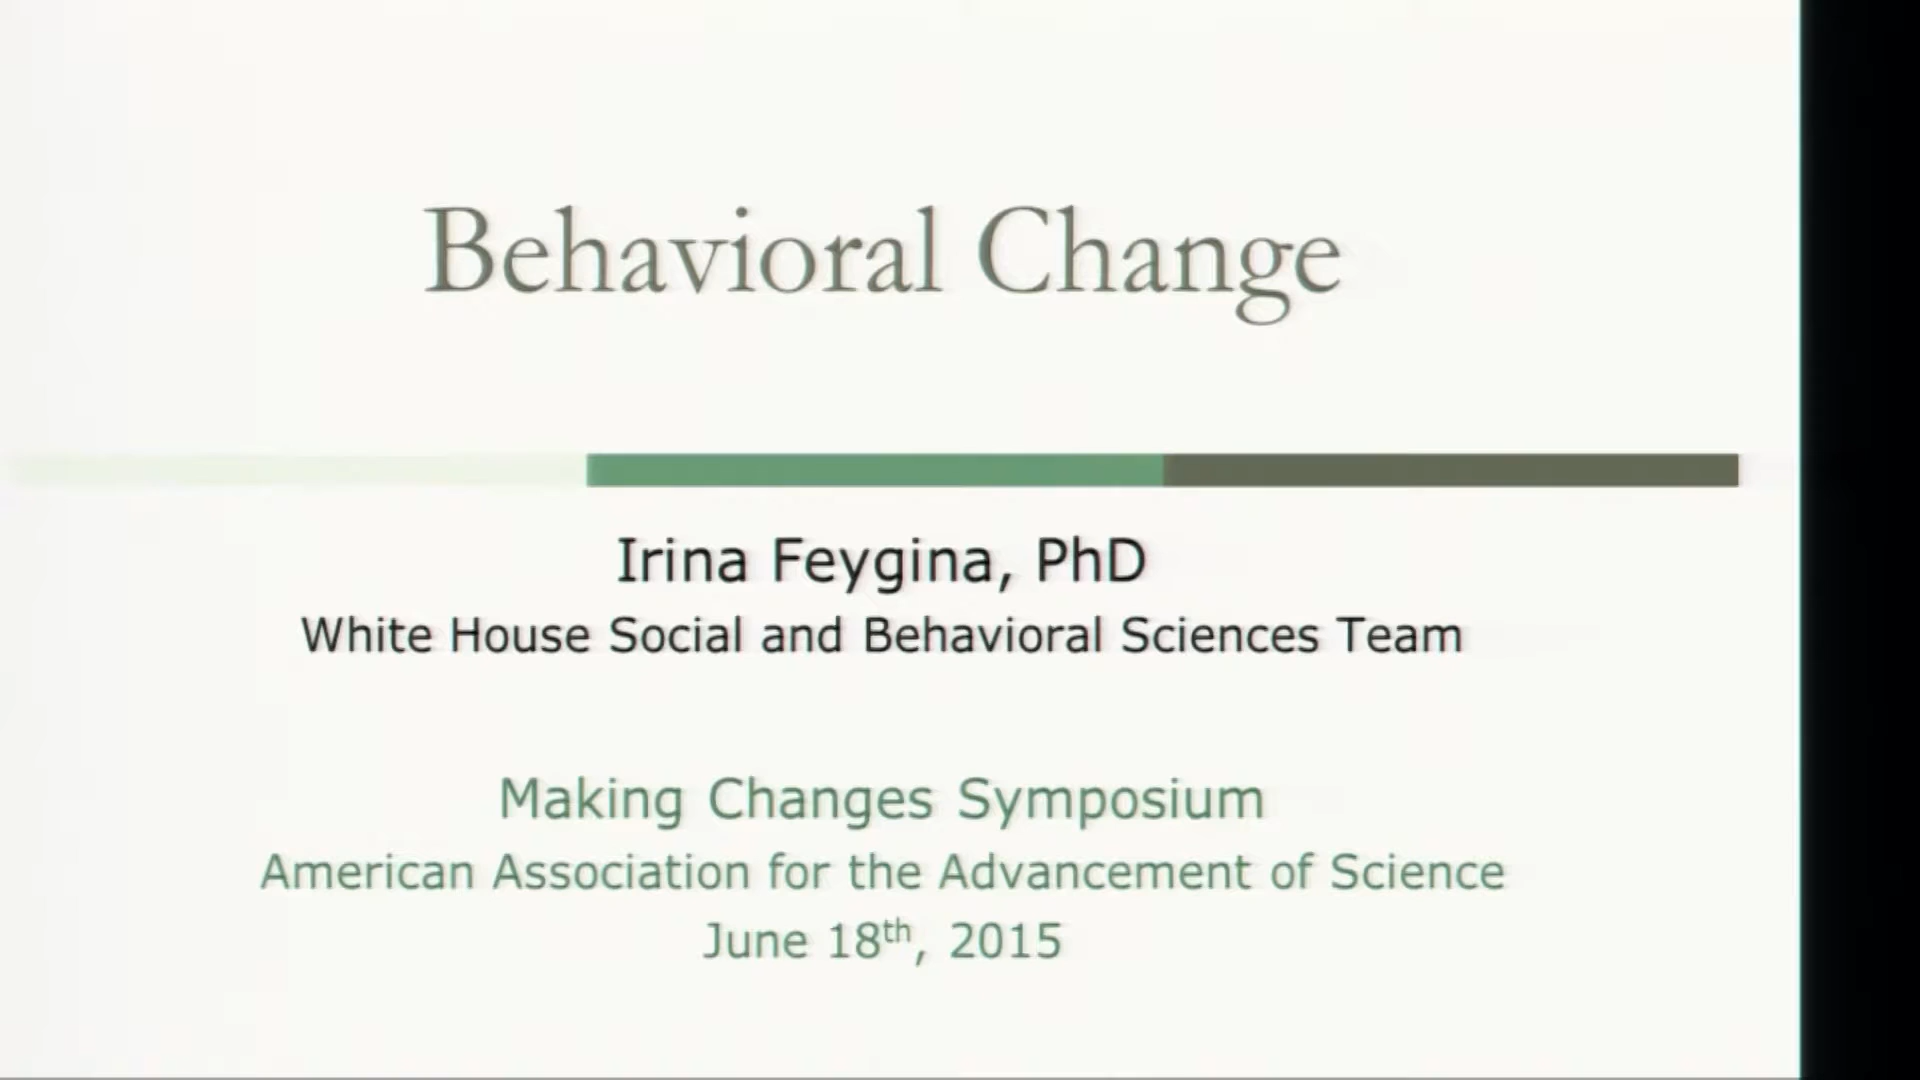 Behavioral Change
Irina Feygina, PhD
White House Social and Behavioral Sciences Team
Making Changes Symposium
American Association for the Advancement of Science
June 18th, 2015